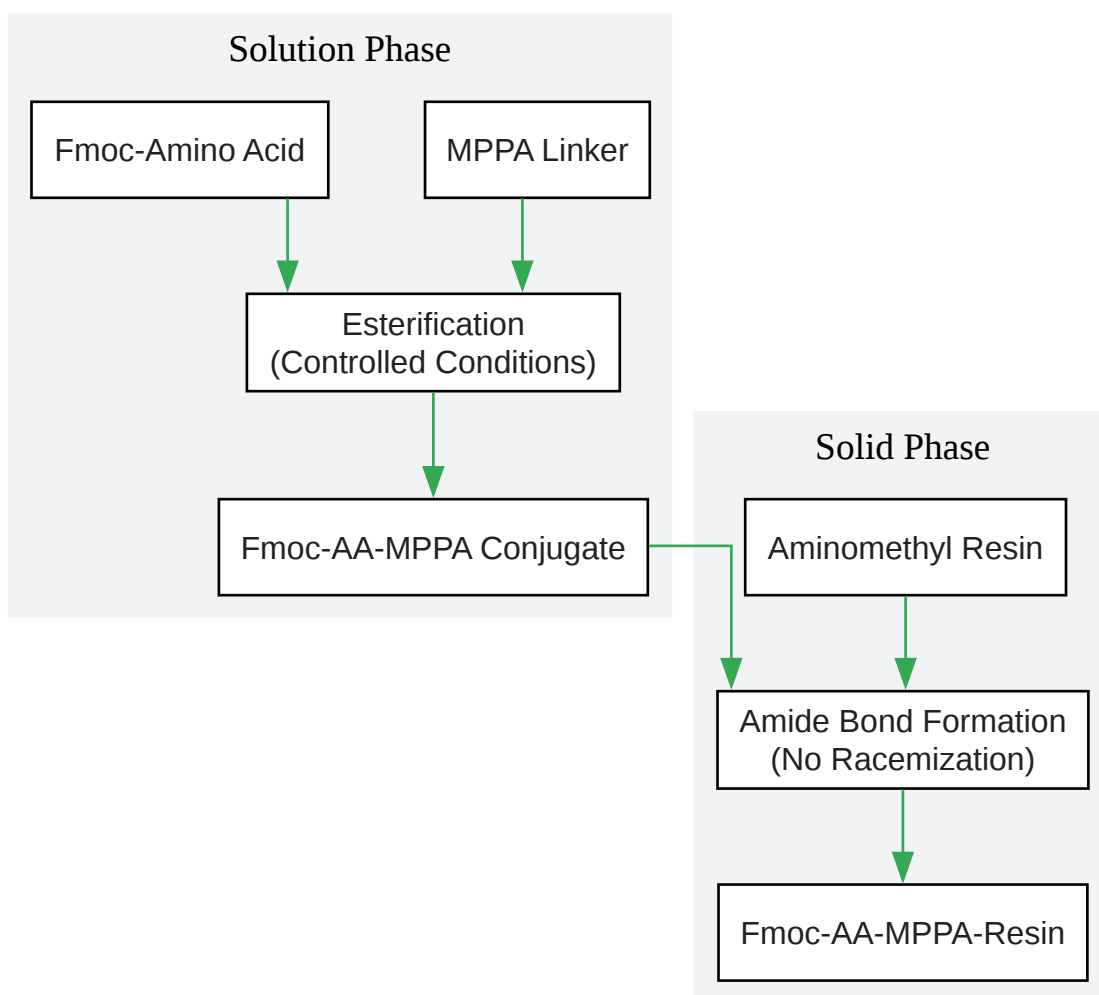 Solution Phase
Fmoc-Amino Acid
MPPA Linker
Esterification
(Controlled Conditions)
Fmoc-AA-MPPA Conjugate
Solid Phase
Aminomethyl Resin
Amide Bond Formation
(No Racemization)
Fmoc-AA-MPPA-Resin